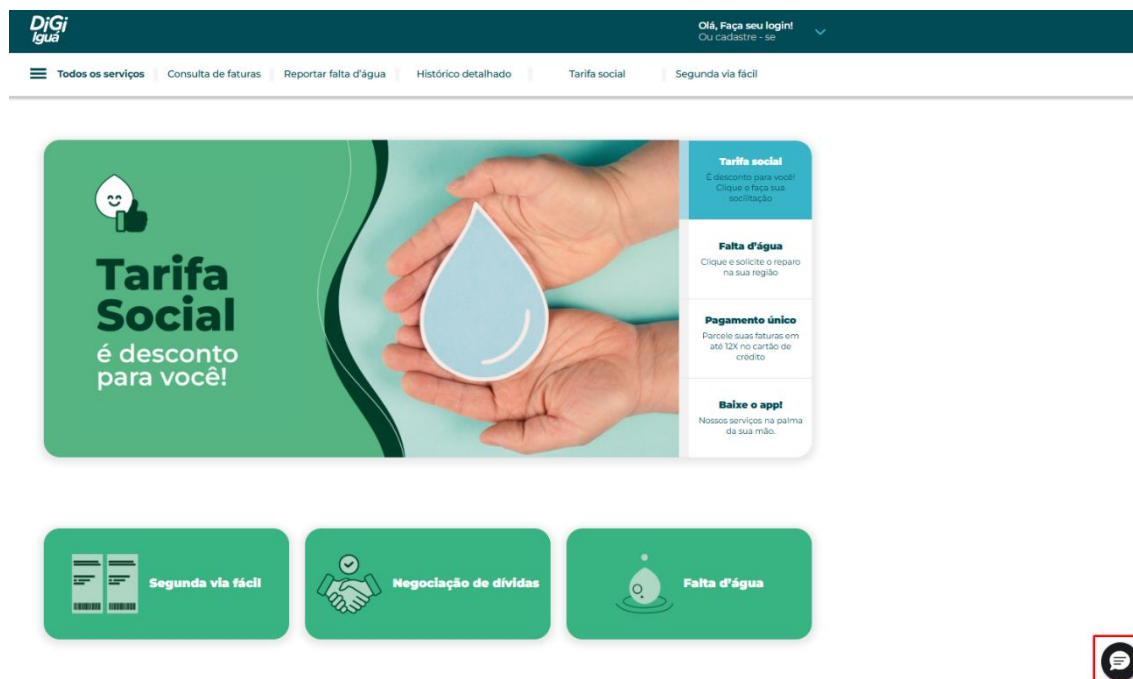 DiGi
Iguá
Olá, Faça seu login!
Ou cadastre - se
Todos os serviços
Consulta de faturas
Reportar falta d'água
Histórico detalhado
Tarifa social
Segunda via fácil
Tarifa
Social
é desconto
para você!
Tarifa social
É desconto para você!
Clique e faça sua
socilitação
Falta d'água
Clique e solicite o reparo
na sua região
Pagamento único
Parcele suas faturas em
até 12X no cartão de
crédito
Baixe o app!
Nossos serviços na palma
da sua mão.
Segunda via fácil
Negociação de dívidas
Falta d'água